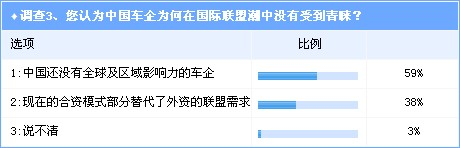 ♦调查3、您认为中国车企为何在国际联盟潮中没有受到青睐？
选项 比例
1:中国还没有全球及区域影响力的车企 59%
2:现在的合资模式部分替代了外资的联盟需求 38%
3:说不清 3%